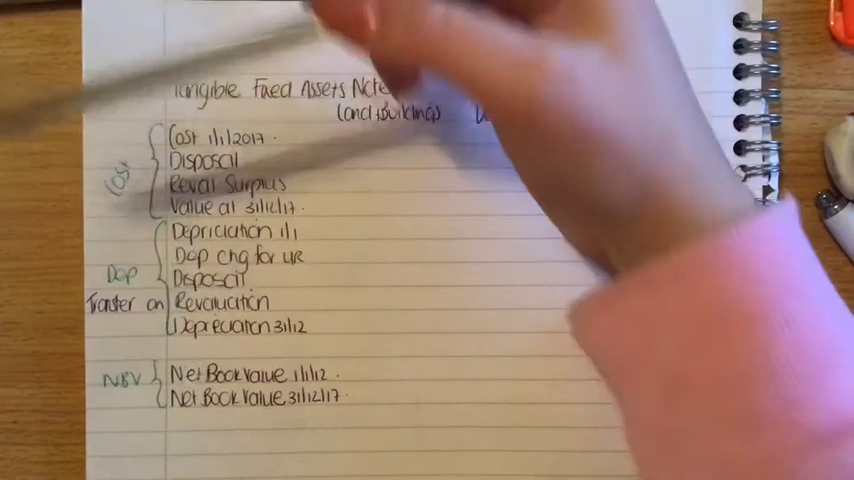 Tangible Fixed Assets Note
Land & Buildings
Cost 1/1/2017
Disposal
Reval Surplus
Value at 31/12/17
Depriciation 1/1
Dep chg for yr
Disposal
Transfer on Revaluation
Depreciation 31/12
Net Book Value 1/1/12
Net Book Value 31/12/17
Cost
Dep
NBV